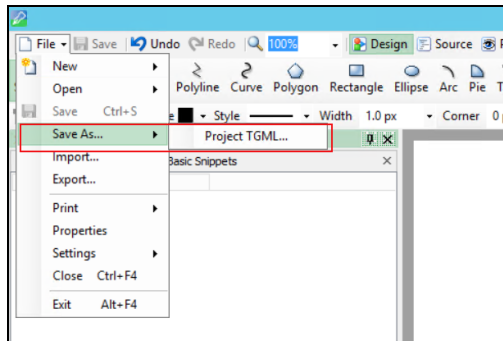 File Save Undo Redo 100% Design Source
New
Open
Save Ctrl+S
Save As...
Import...
Export...
Print
Properties
Settings
Close Ctrl+F4
Exit Alt+F4
Polyline Curve Polygon Rectangle Ellipse Arc Pie
Style Width 1.0 px Corner 0
Project TGML...
Basic Snippets